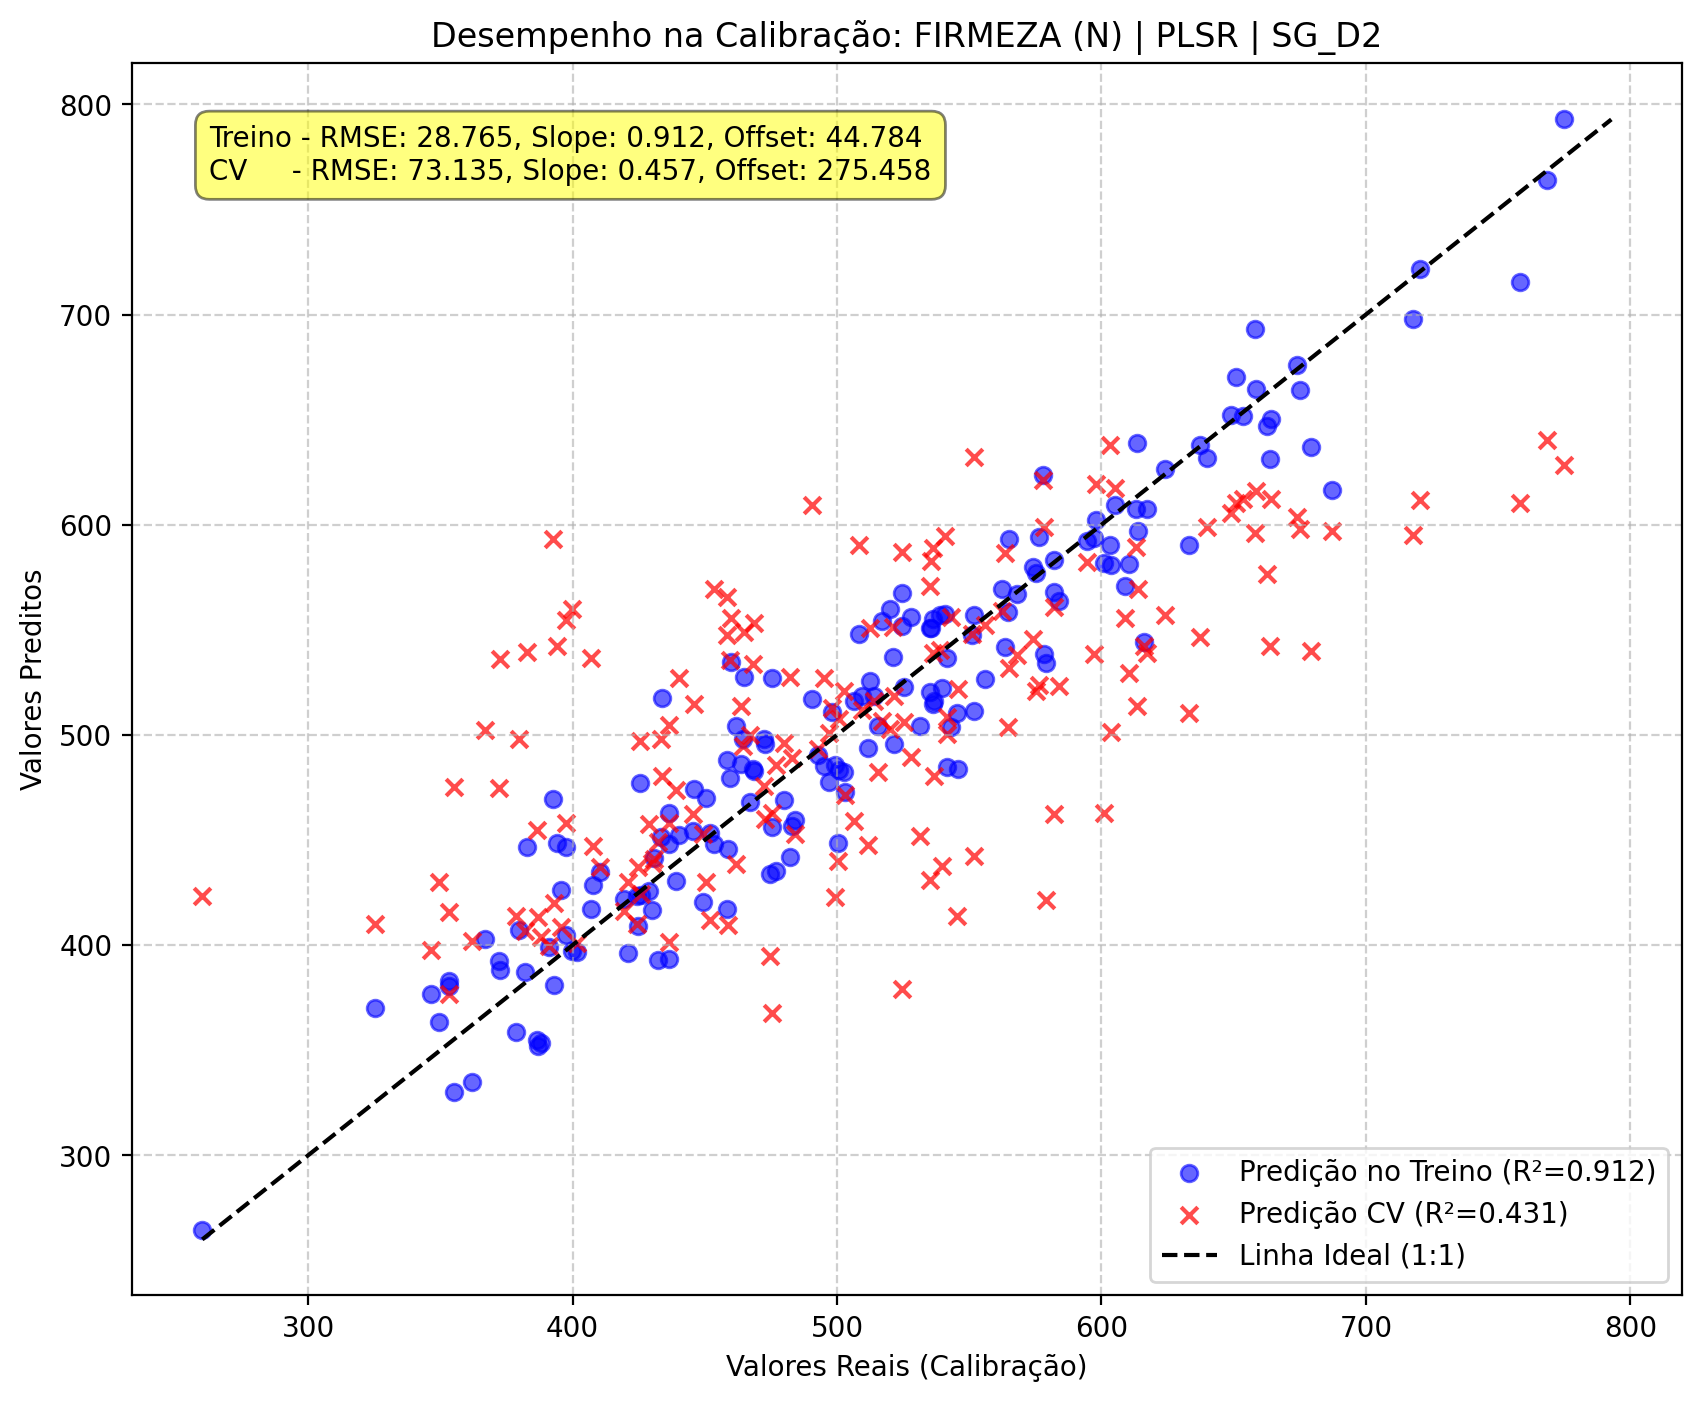 Desempenho na Calibração: FIRMEZA (N) | PLSR | SG_D2
Treino - RMSE: 28.765, Slope: 0.912, Offset: 44.784
CV - RMSE: 73.135, Slope: 0.457, Offset: 275.458
800
700
600
500
400
300
Valores Preditos
Predição no Treino (R²=0.912)
Predição CV (R²=0.431)
Linha Ideal (1:1)
300 400 500 600 700 800
Valores Reais (Calibração)